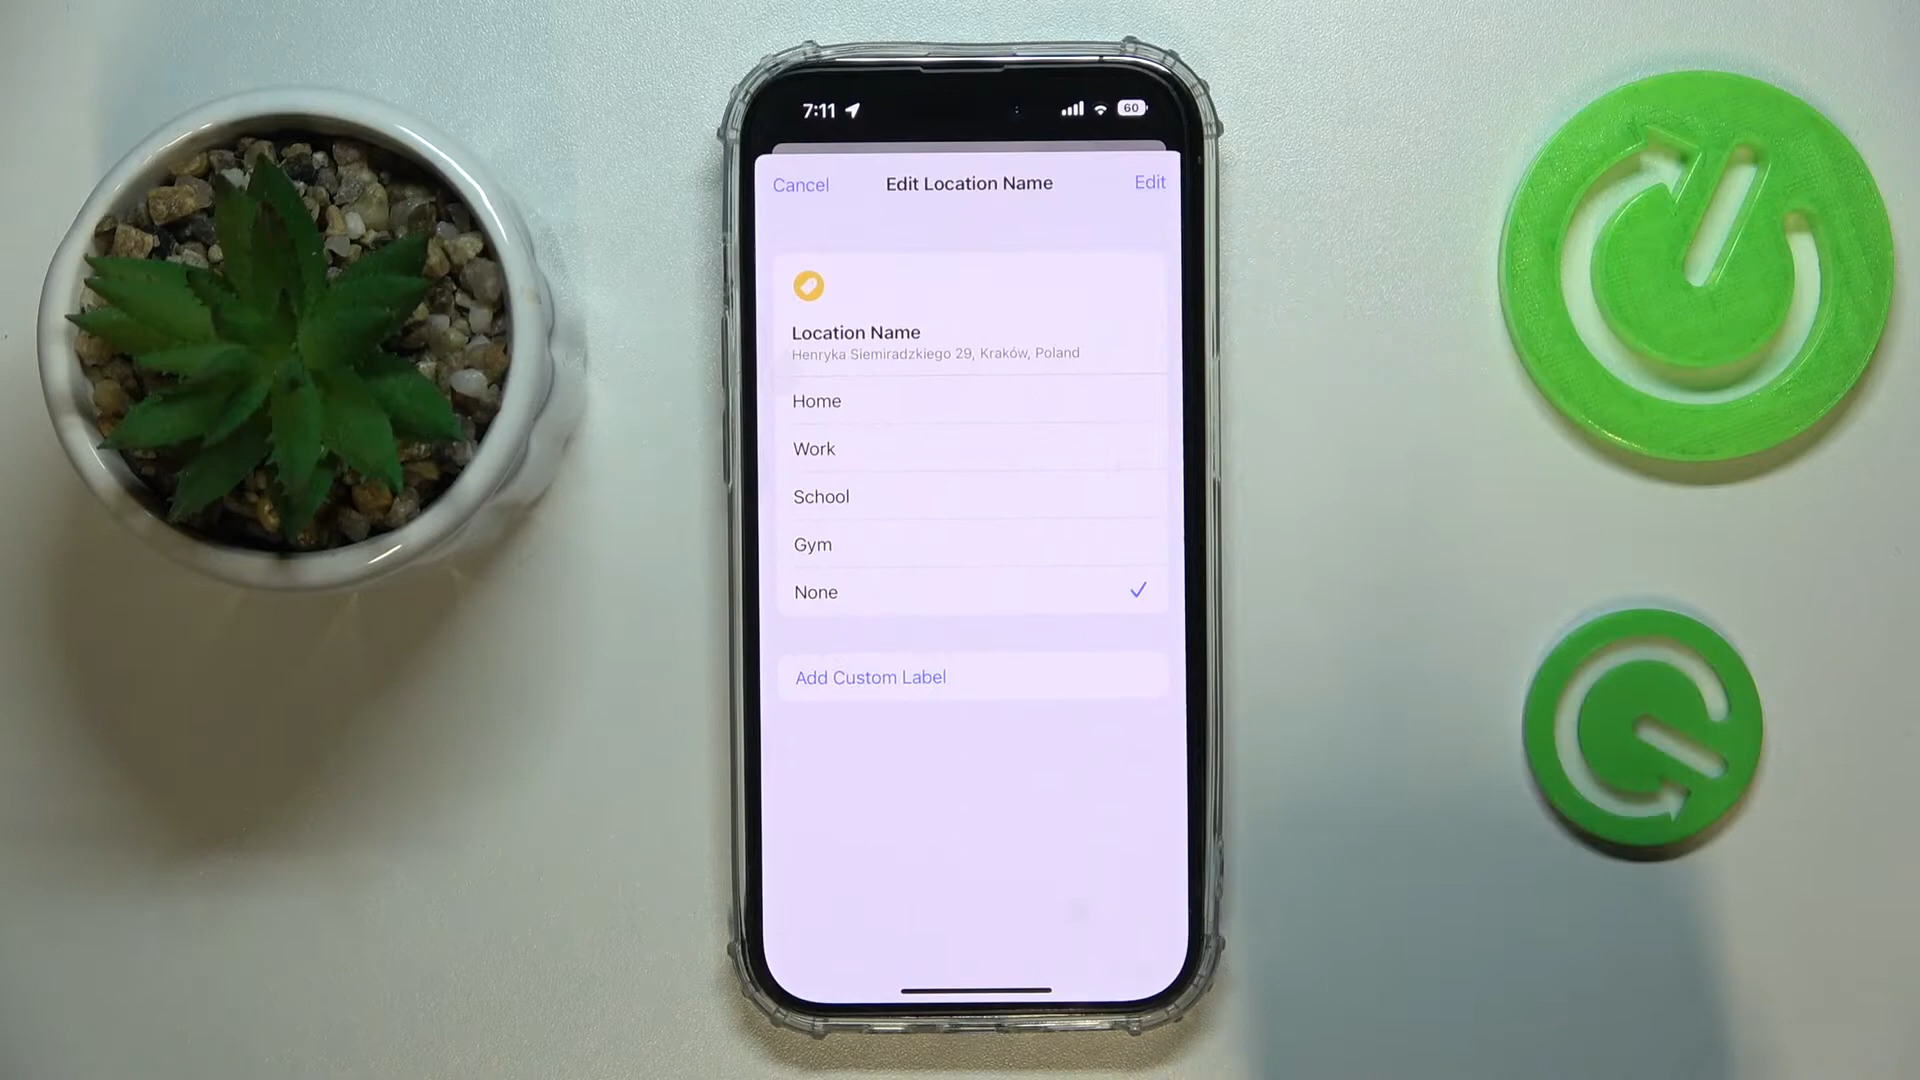 7:11
60
Cancel
Edit Location Name
Edit
Location Name
Henryka Siemiradzkiego 29, Kraków, Poland
Home
Work
School
Gym
None
Add Custom Label